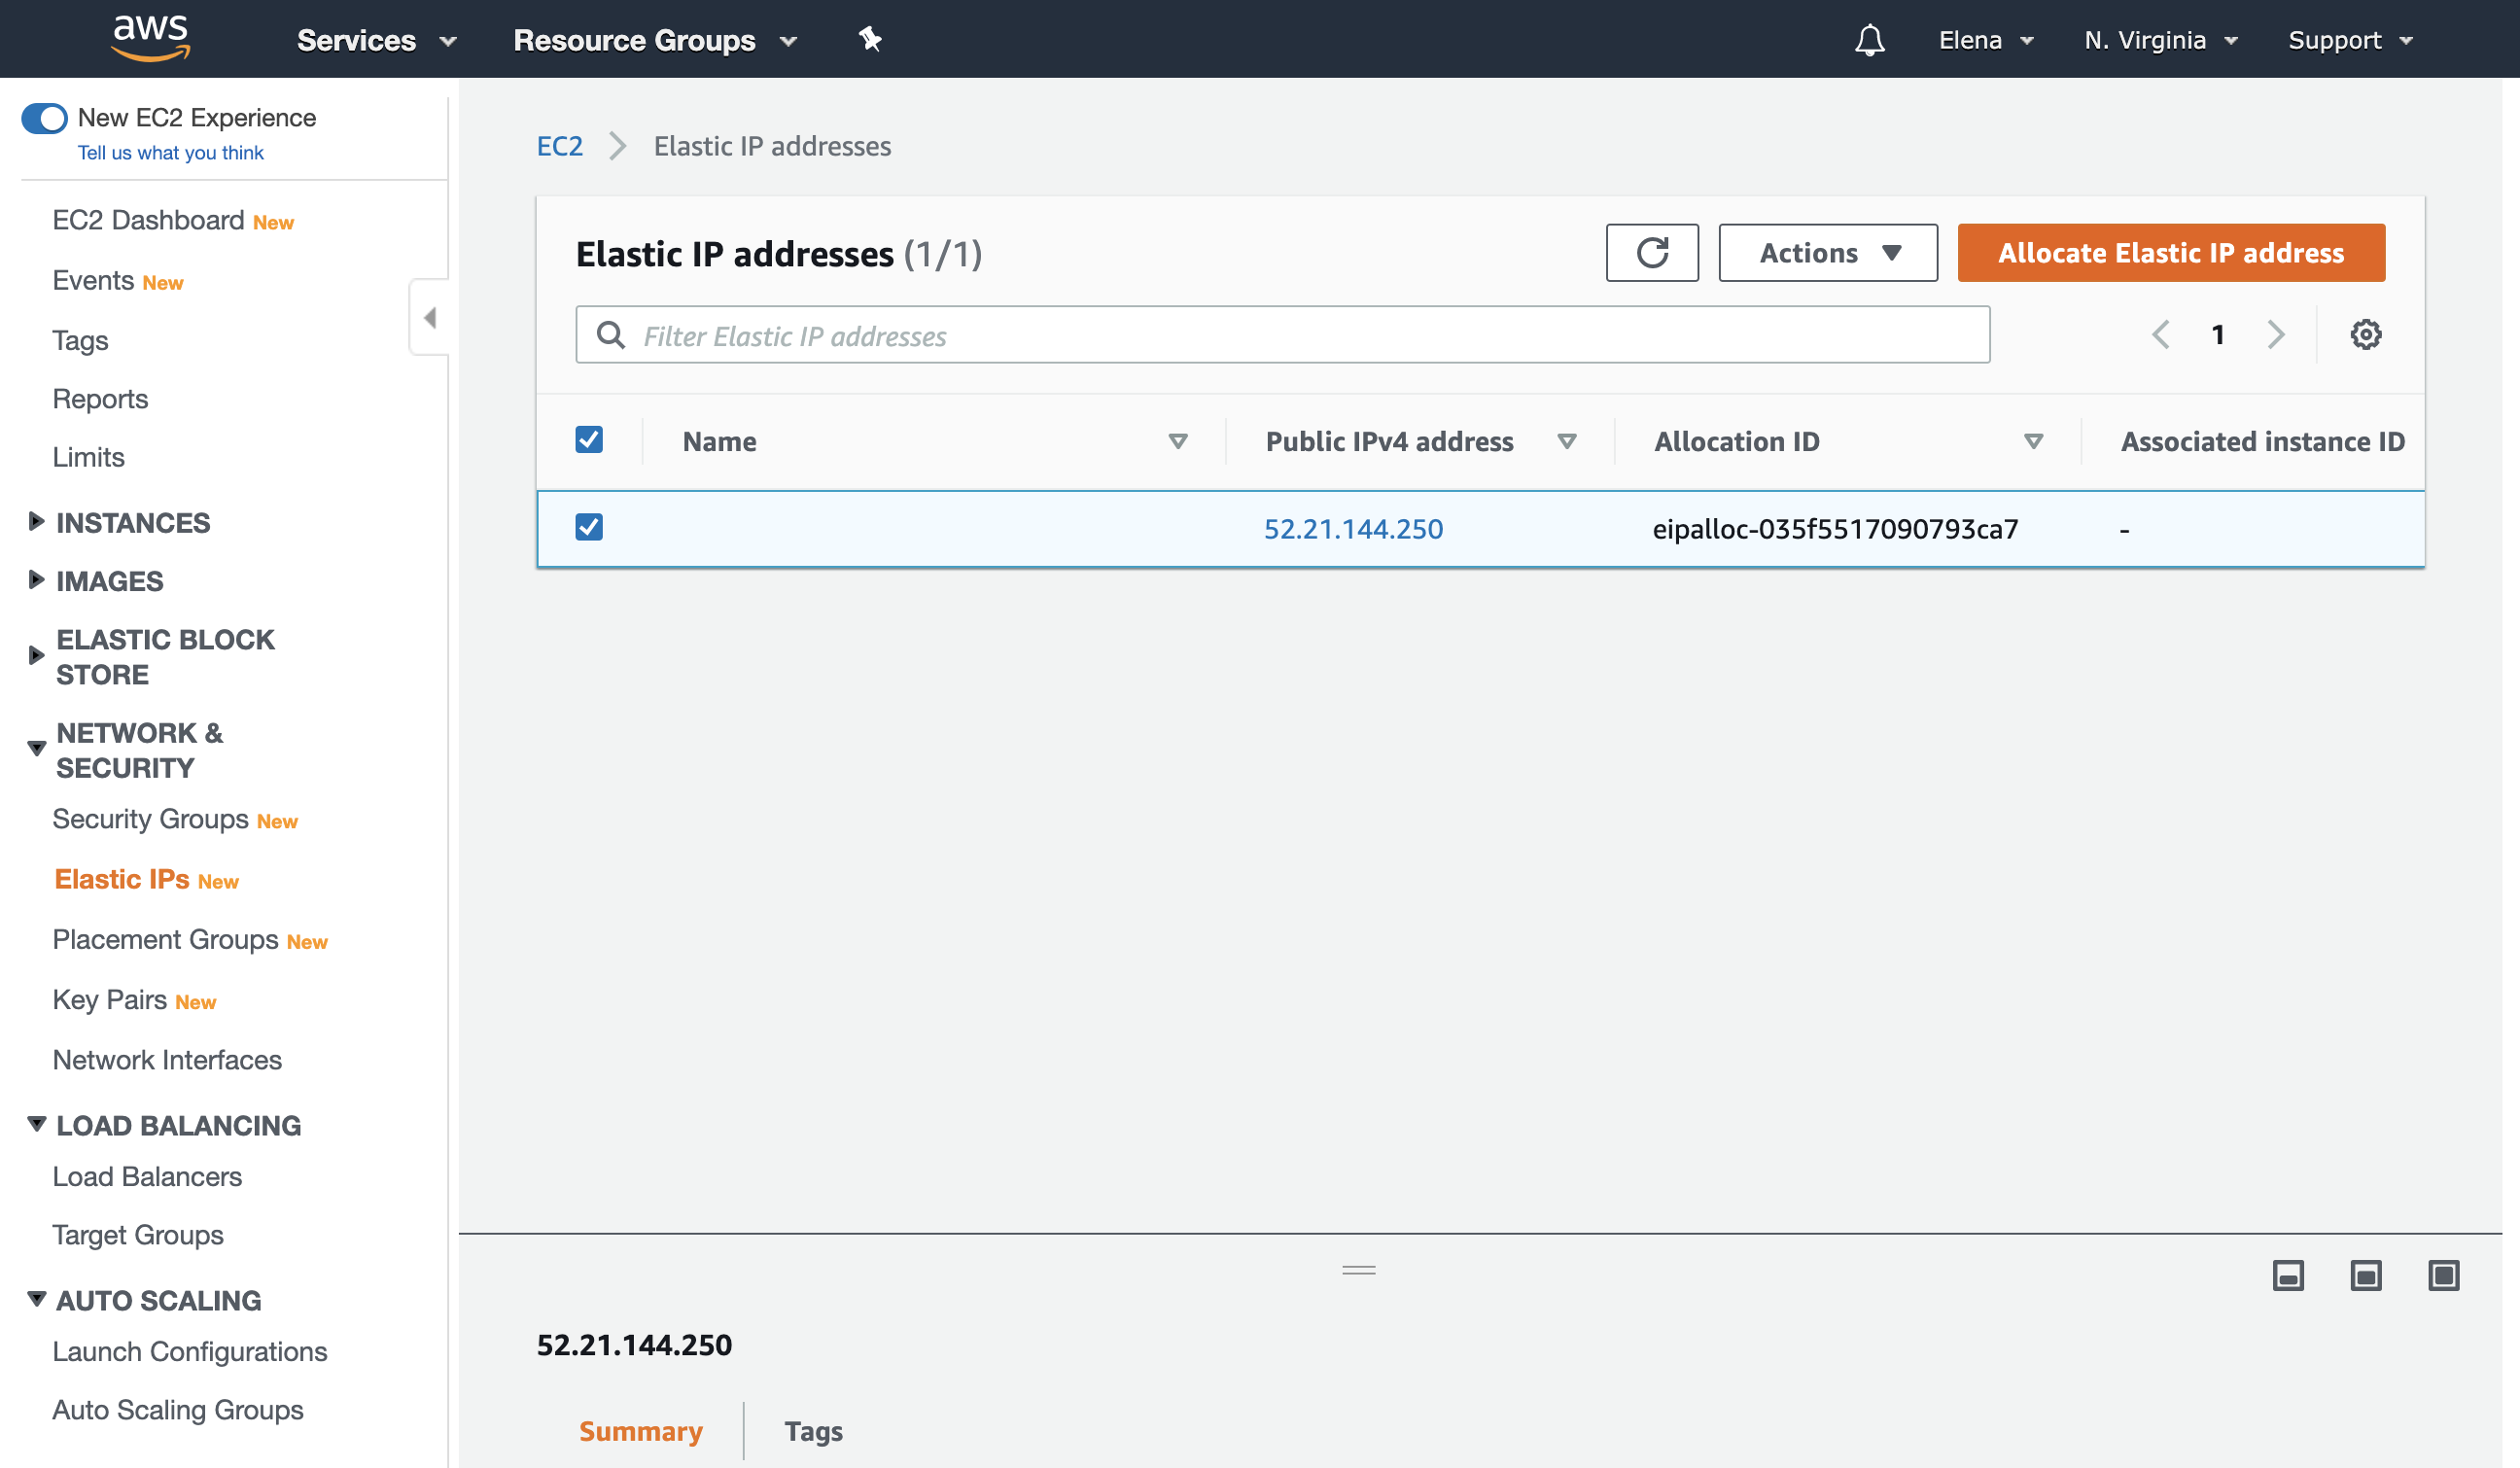 aws
Services
Resource Groups
Elena
N. Virginia
Support
New EC2 Experience
Tell us what you think
EC2 Dashboard New
Events New
Tags
Reports
Limits
INSTANCES
IMAGES
ELASTIC BLOCK
STORE
NETWORK &
SECURITY
Security Groups New
Elastic IPs New
Placement Groups New
Key Pairs New
Network Interfaces
LOAD BALANCING
Load Balancers
Target Groups
AUTO SCALING
Launch Configurations
Auto Scaling Groups
EC2 Elastic IP addresses
Elastic IP addresses (1/1)
Actions
Allocate Elastic IP address
Filter Elastic IP addresses
1
Name Public IPv4 address Allocation ID Associated instance ID
52.21.144.250 eipalloc-035f5517090793ca7 -
52.21.144.250
Summary Tags